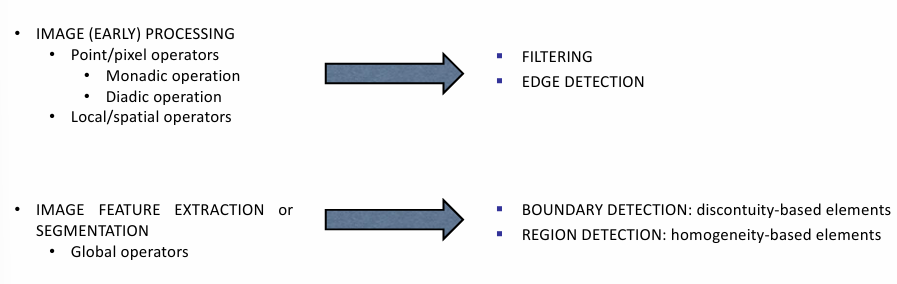 IMAGE (EARLY) PROCESSING
Point/pixel operators
Monadic operation
Diadic operation
Local/spatial operators
FILTERING
EDGE DETECTION
IMAGE FEATURE EXTRACTION or
SEGMENTATION
Global operators
BOUNDARY DETECTION: discontuity-based elements
REGION DETECTION: homogeneity-based elements